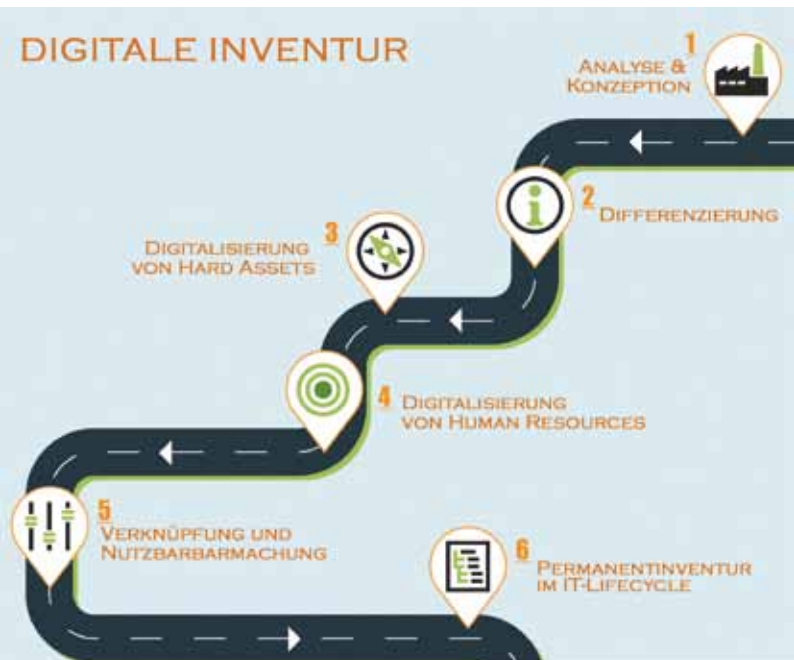 DIGITALE INVENTUR
1
ANALYSE &
KONZEPTION
2 DIFFERENZIERUNG
3
DIGITALISIERUNG
VON HARD ASSETS
4 DIGITALISIERUNG
VON HUMAN RESOURCES
5
VERKNÜPFUNG UND
NUTZBARBARMACHUNG
6 PERMANENTINVENTUR
IM IT-LIFECYCLE